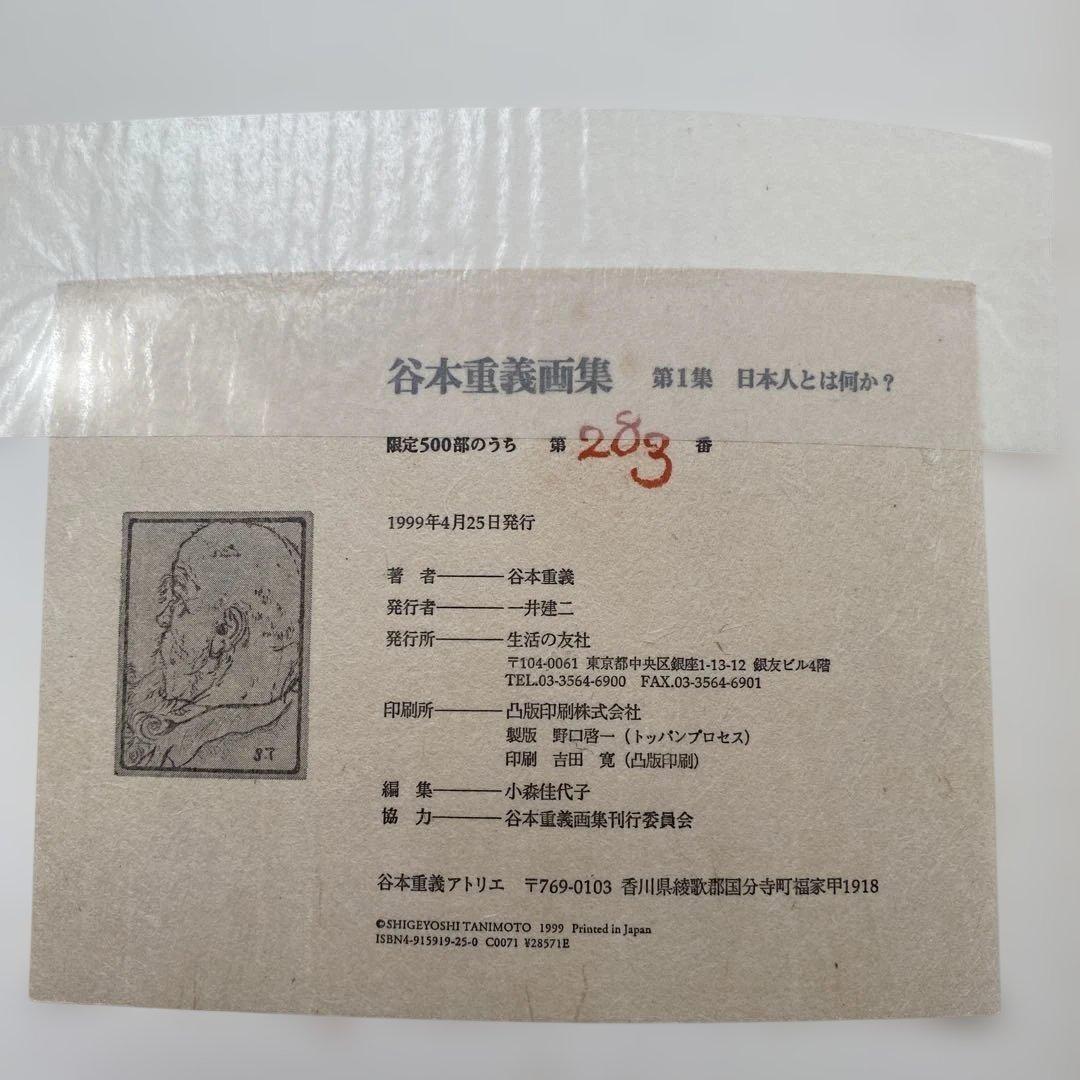 谷本重義画集 第1集 日本人とは何か?
限定500部のうち 第 283 番
1999年4月25日発行
著 者────谷本重義
発行者────一井建二
発行所────生活の友社
〒104-0061 東京都中央区銀座1-13-12 銀友ビル4階
TEL.03-3564-6900 FAX.03-3564-6901
印刷所────凸版印刷株式会社
製版 野口啓一(トッパンプロセス)
印刷 吉田 寛(凸版印刷)
編 集────小森佳代子
協 力────谷本重義画集刊行委員会
谷本重義アトリエ 〒769-0103 香川県綾歌郡国分寺町福家甲1918
©SHIGEYOSHI TANIMOTO 1999 Printed in Japan
ISBN4-915919-25-0 C0071 ¥28571E